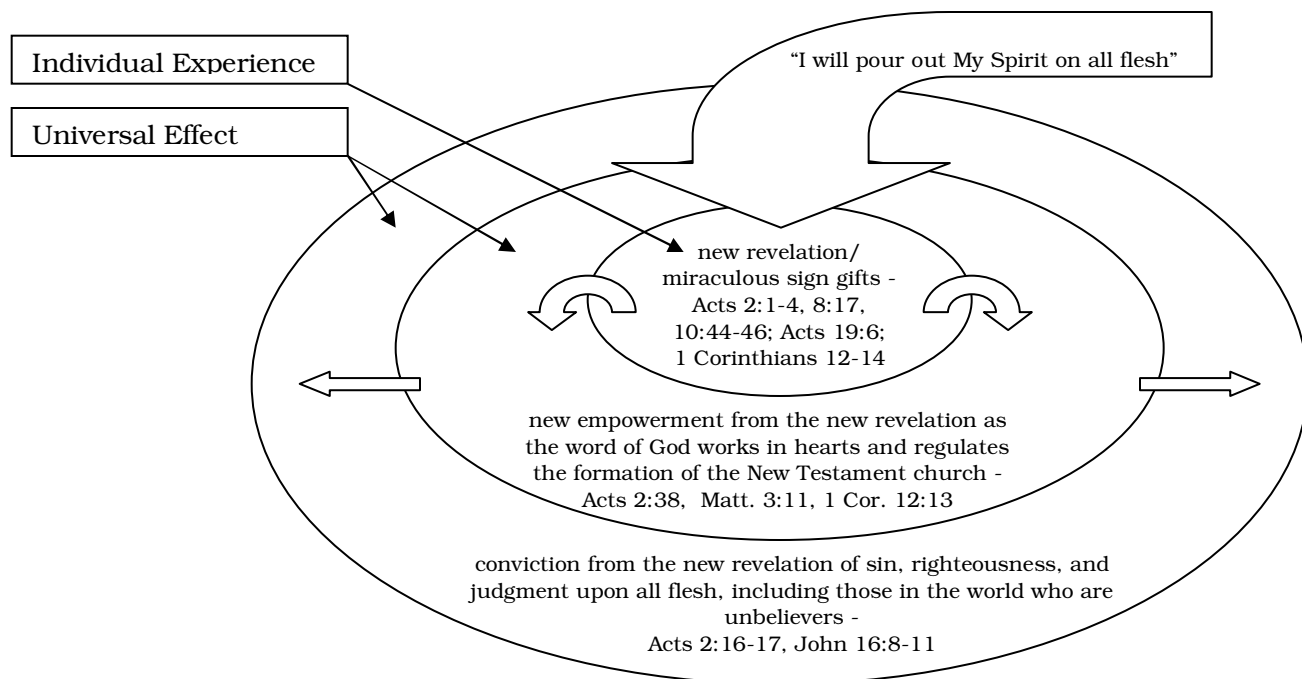 Individual Experience
Universal Effect
“I will pour out My Spirit on all flesh”
new revelation/
miraculous sign gifts -
Acts 2:1-4, 8:17,
10:44-46; Acts 19:6;
1 Corinthians 12-14
new empowerment from the new revelation as
the word of God works in hearts and regulates
the formation of the New Testament church -
Acts 2:38, Matt. 3:11, 1 Cor. 12:13
conviction from the new revelation of sin, righteousness, and
judgment upon all flesh, including those in the world who are
unbelievers -
Acts 2:16-17, John 16:8-11